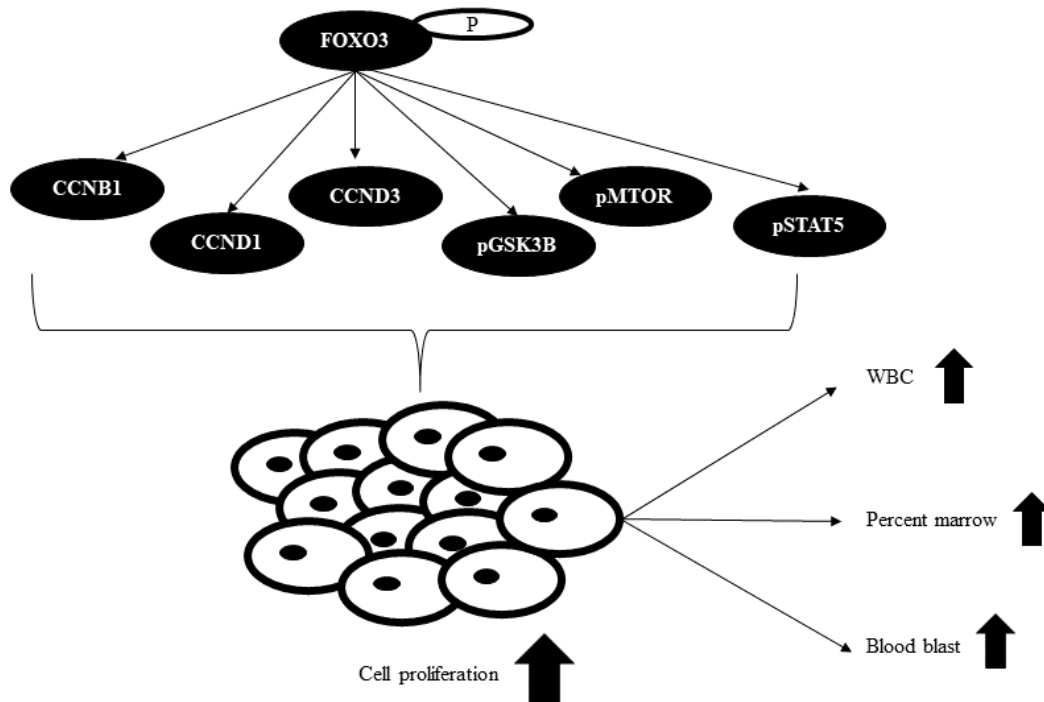 P
FOXO3
CCNB1
CCND3
pMTOR
CCND1
pGSK3B
pSTAT5
WBC
Percent marrow
Blood blast
Cell proliferation